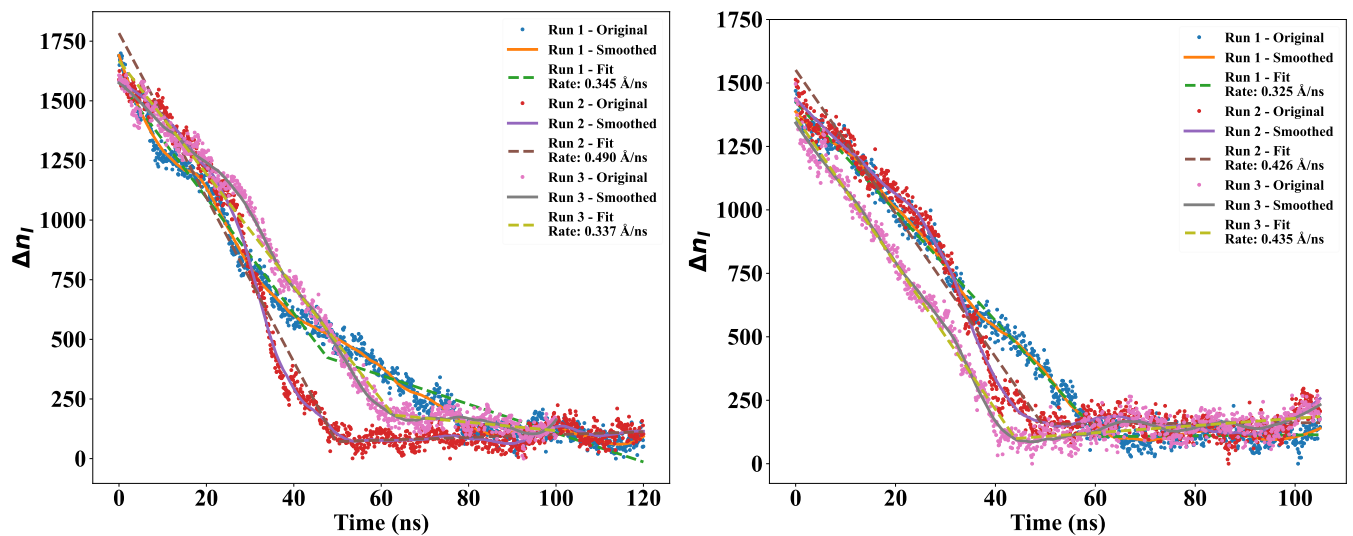 1750
1500
1250
1000
750
500
250
0
Δn_l
0 20 40 60 80 100 120
Time (ns)
Run 1 - Original
Run 1 - Smoothed
Run 1 - Fit
Rate: 0.345 Å/ns
Run 2 - Original
Run 2 - Smoothed
Run 2 - Fit
Rate: 0.490 Å/ns
Run 3 - Original
Run 3 - Smoothed
Run 3 - Fit
Rate: 0.337 Å/ns
1750
1500
1250
1000
750
500
250
0
Δn_l
0 20 40 60 80 100
Time (ns)
Run 1 - Original
Run 1 - Smoothed
Run 1 - Fit
Rate: 0.325 Å/ns
Run 2 - Original
Run 2 - Smoothed
Run 2 - Fit
Rate: 0.426 Å/ns
Run 3 - Original
Run 3 - Smoothed
Run 3 - Fit
Rate: 0.435 Å/ns